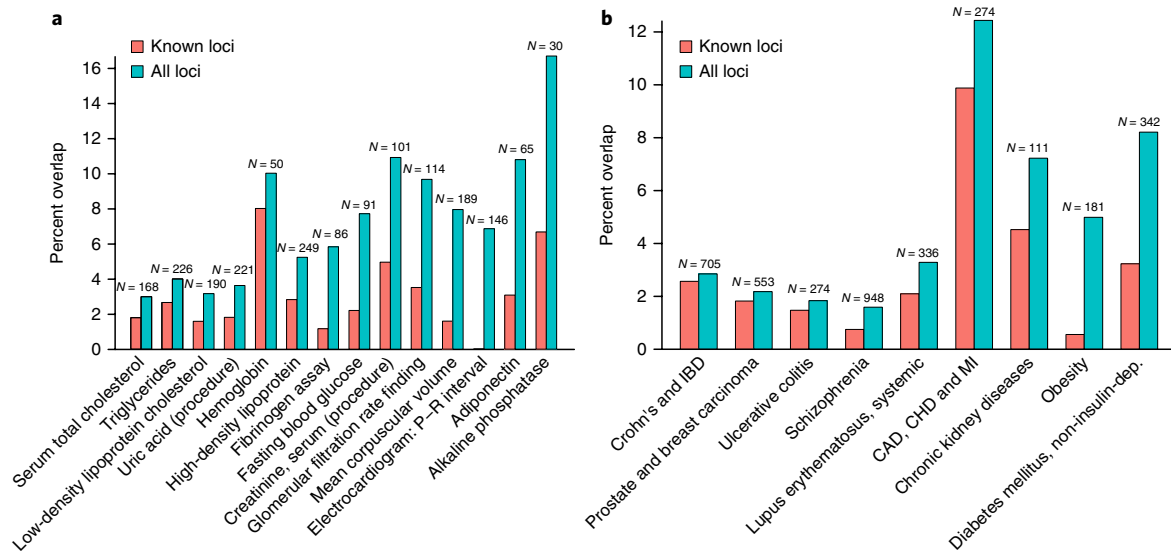 a
Known loci
All loci
Percent overlap
16
14
12
10
8
6
4
2
0
N = 168
N = 226
N = 190
N = 221
N = 50
N = 249
N = 86
N = 91
N = 101
N = 114
N = 189
N = 146
N = 65
N = 30
Serum total cholesterol
Triglycerides
Low-density lipoprotein cholesterol
Uric acid (procedure)
Hemoglobin
High-density lipoprotein
Fibrinogen assay
Fasting blood glucose
Creatinine, serum (procedure)
Glomerular filtration rate finding
Mean corpuscular volume
Electrocardiogram: P–R interval
Adiponectin
Alkaline phosphatase
b
Known loci
All loci
Percent overlap
12
10
8
6
4
2
0
N = 705
N = 553
N = 274
N = 948
N = 336
N = 274
N = 111
N = 181
N = 342
Crohn's and IBD
Prostate and breast carcinoma
Ulcerative colitis
Schizophrenia
Lupus erythematosus, systemic
CAD, CHD and MI
Chronic kidney diseases
Obesity
Diabetes mellitus, non-insulin-dep.